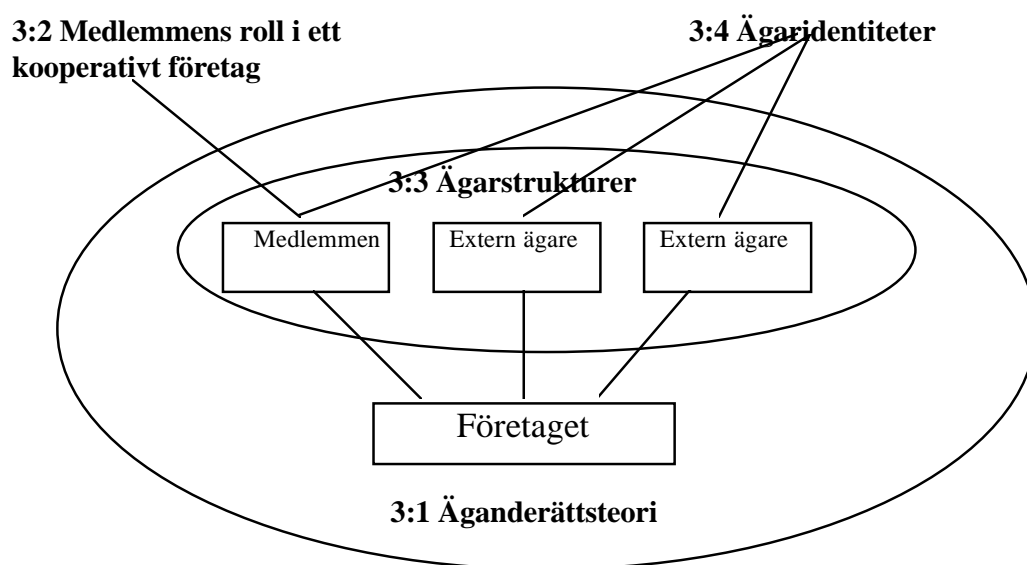 3:2 Medlemmens roll i ett
kooperativt företag
3:4 Ägaridentiteter
3:3 Ägarstrukturer
Medlemmen
Extern ägare
Extern ägare
Företaget
3:1 Äganderättsteori